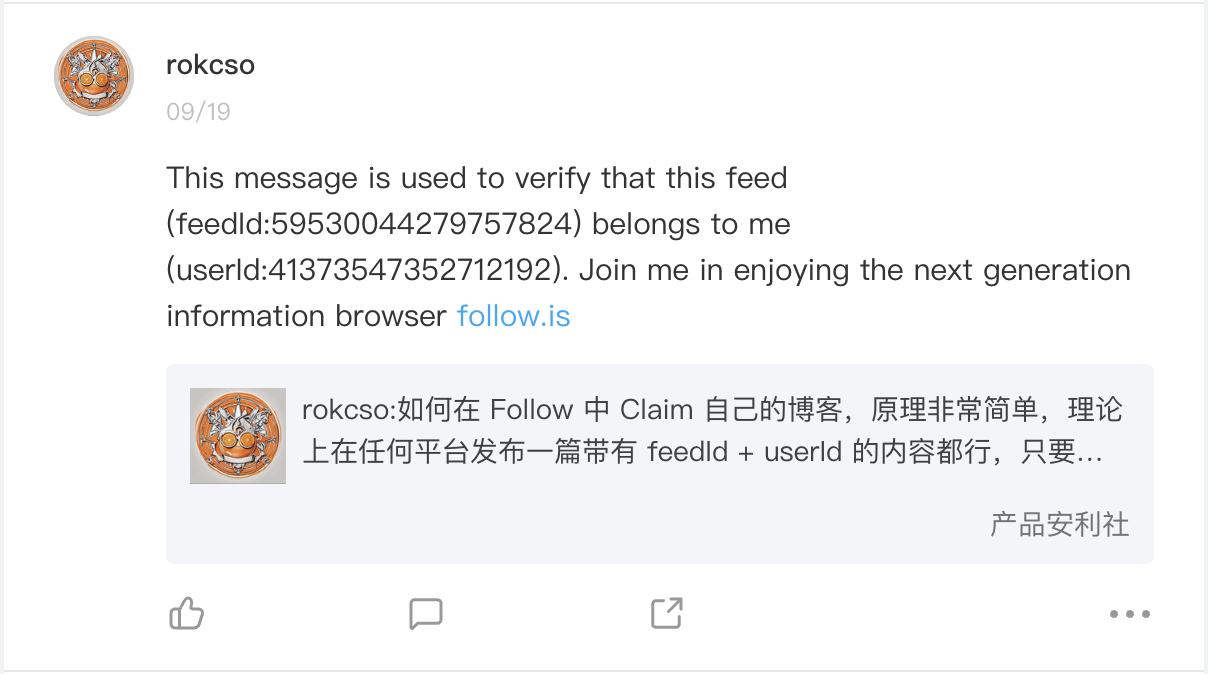 rokcso
09/19
This message is used to verify that this feed
(feedId:59530044279757824) belongs to me
(userId:41373547352712192). Join me in enjoying the next generation
information browser follow.is
rokcso:如何在 Follow 中 Claim 自己的博客，原理非常简单，理论
上在任何平台发布一篇带有 feedId + userId 的内容都行，只要…
产品安利社